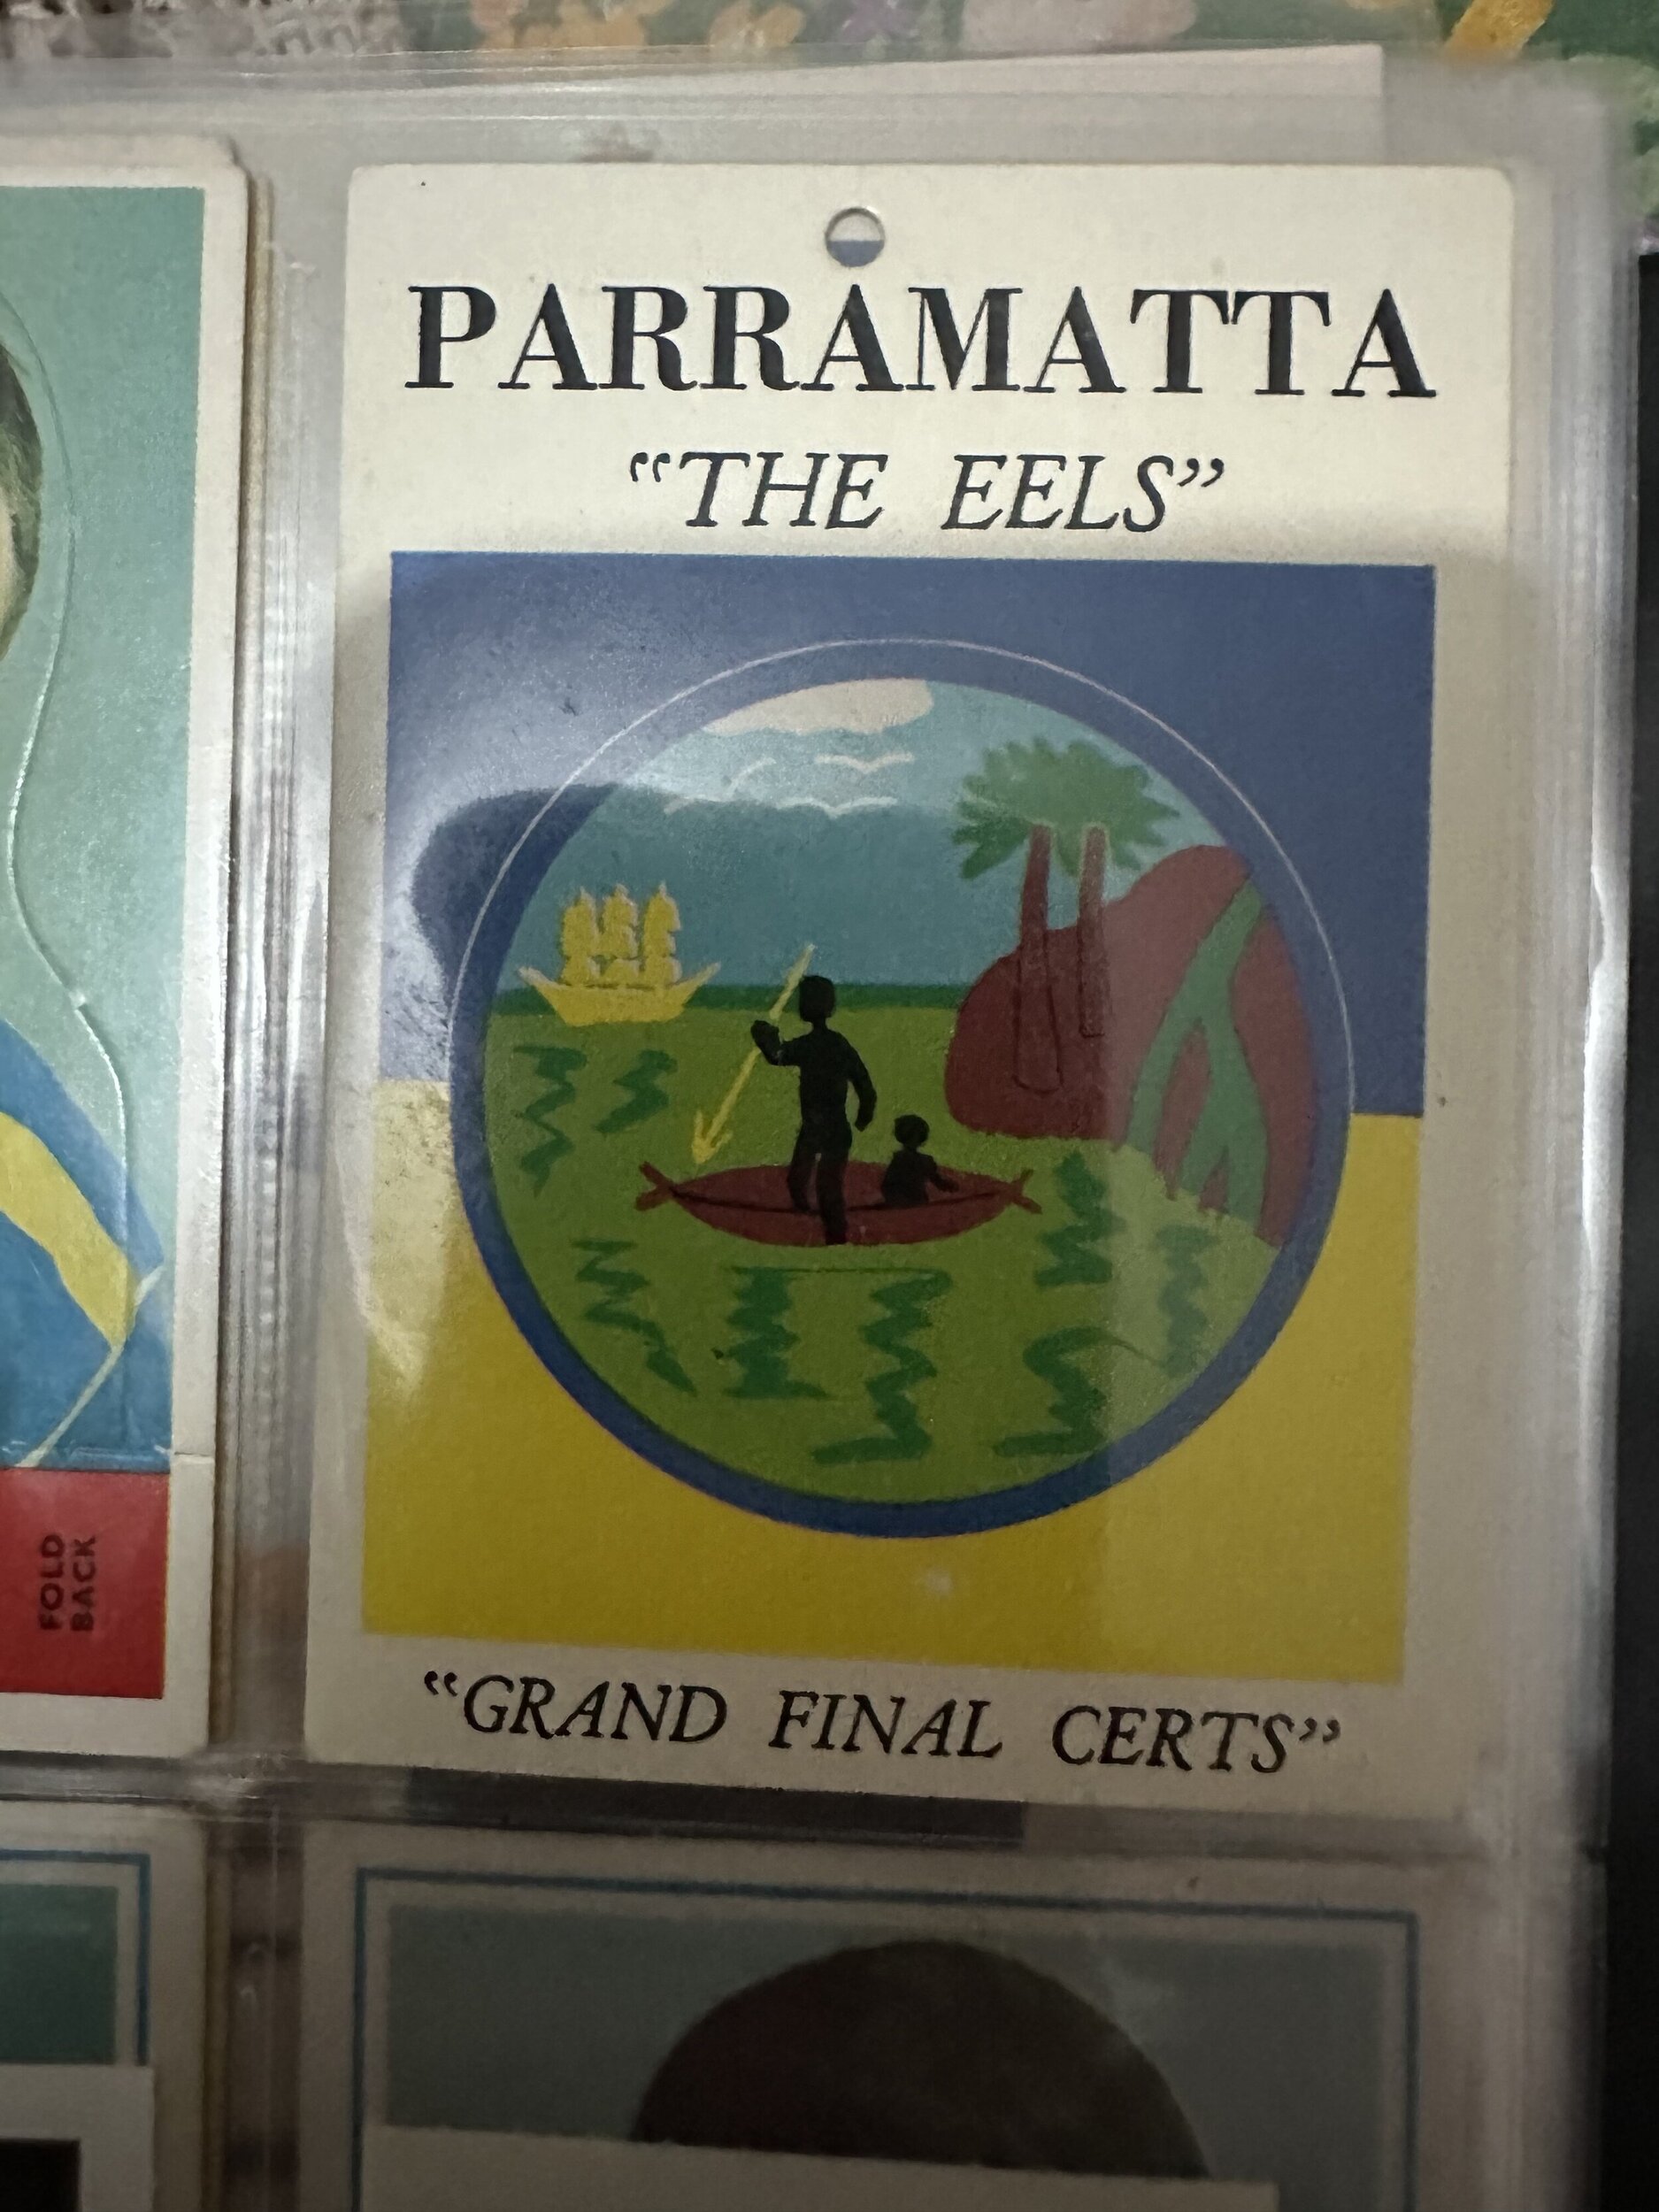 PARRAMATTA
“THE EELS”
“GRAND FINAL CERTS”
FOLD
BACK